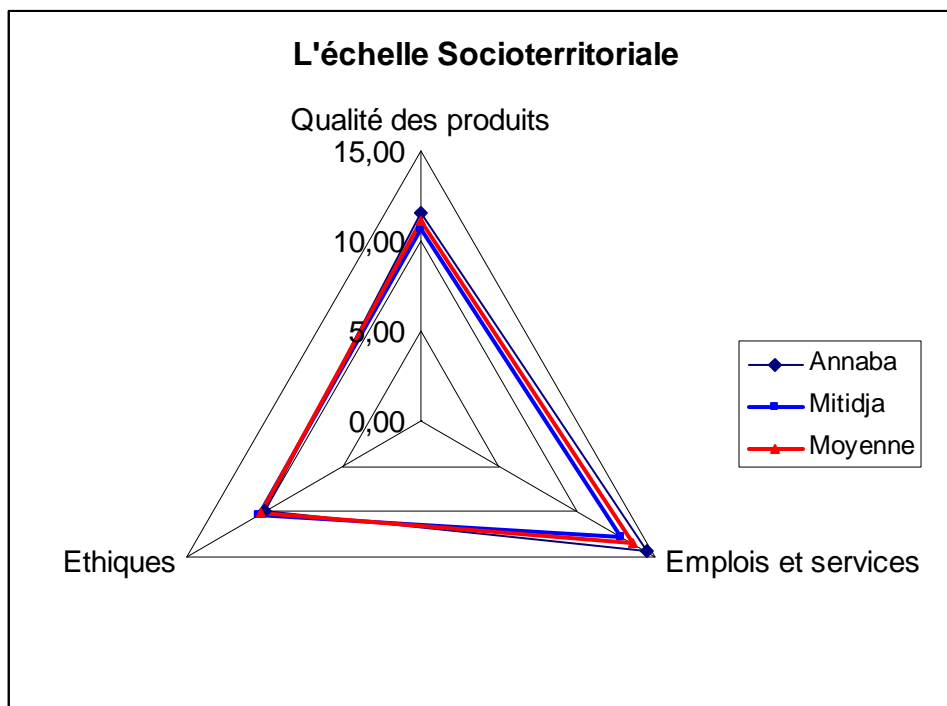 L'échelle Socioterritoriale
Qualité des produits
15,00
10,00
5,00
0,00
Annaba
Mitidja
Moyenne
Ethiques
Emplois et services